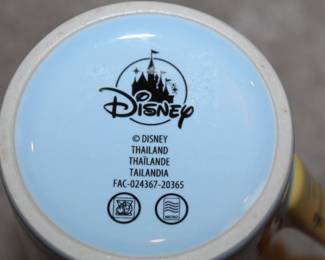 Disney
© DISNEY
THAILAND
THAÏLANDE
TAILANDIA
FAC-024367-20365